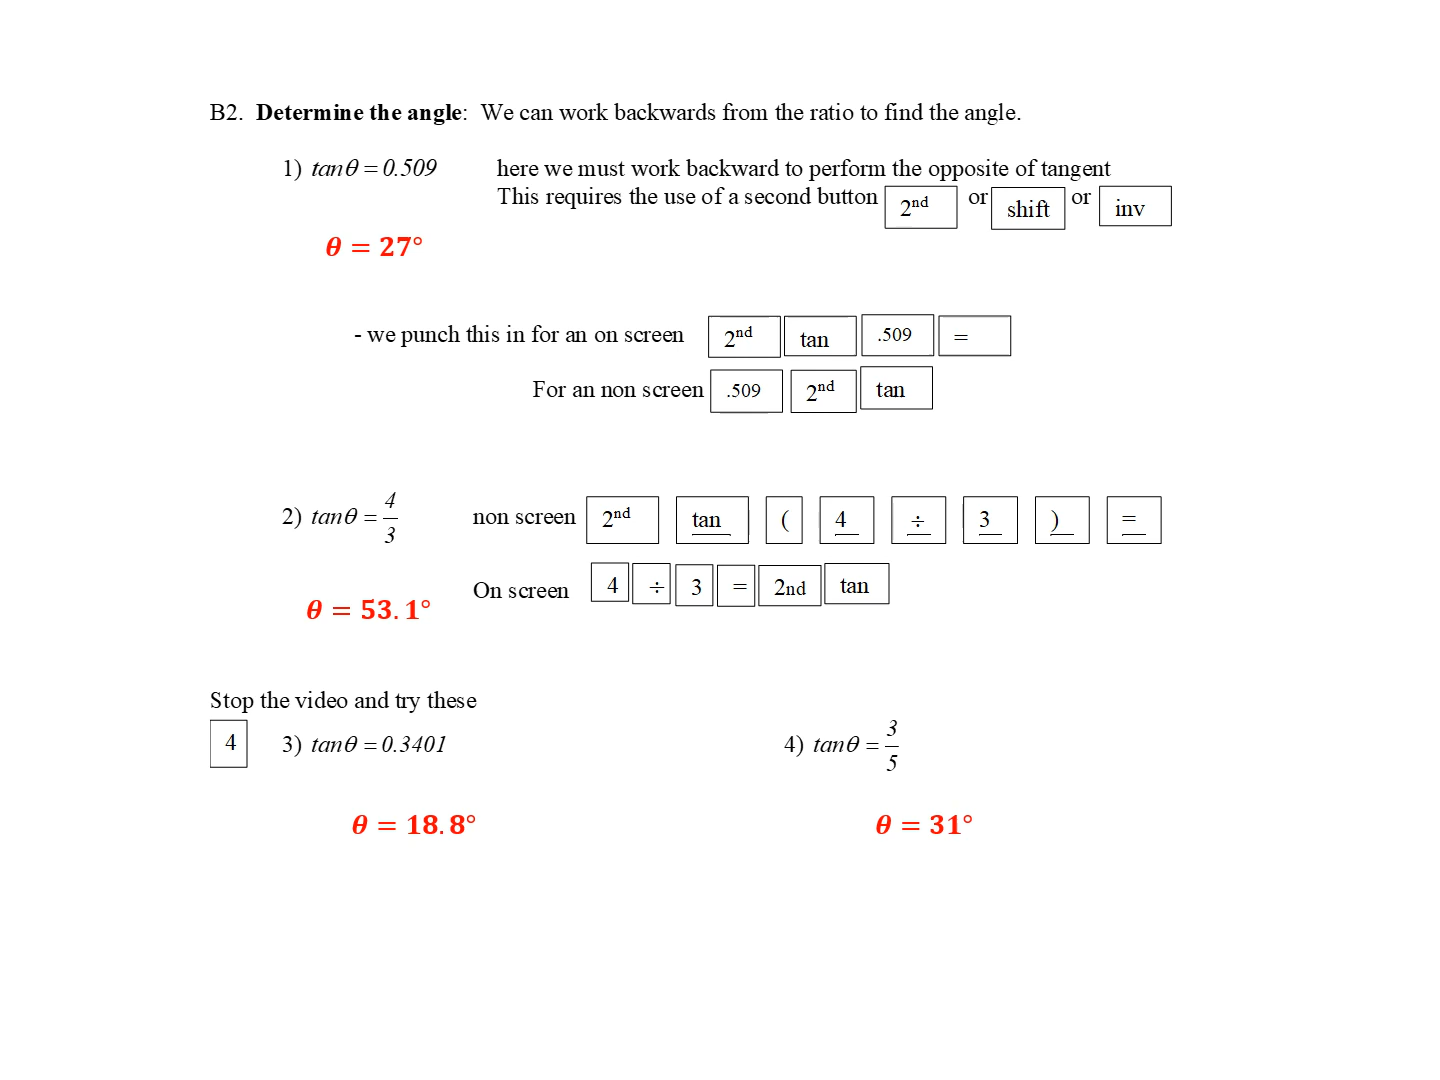 B2. Determine the angle: We can work backwards from the ratio to find the angle.
1) tanθ = 0.509 here we must work backward to perform the opposite of tangent
This requires the use of a second button 2nd or shift or inv
θ = 27°
- we punch this in for an on screen 2nd tan .509 =
For an non screen .509 2nd tan
2) tanθ = 4/3 non screen 2nd tan ( 4 ÷ 3 ) =
On screen 4 ÷ 3 = 2nd tan
θ = 53.1°
Stop the video and try these
4 3) tanθ = 0.3401 4) tanθ = 3/5
θ = 18.8° θ = 31°